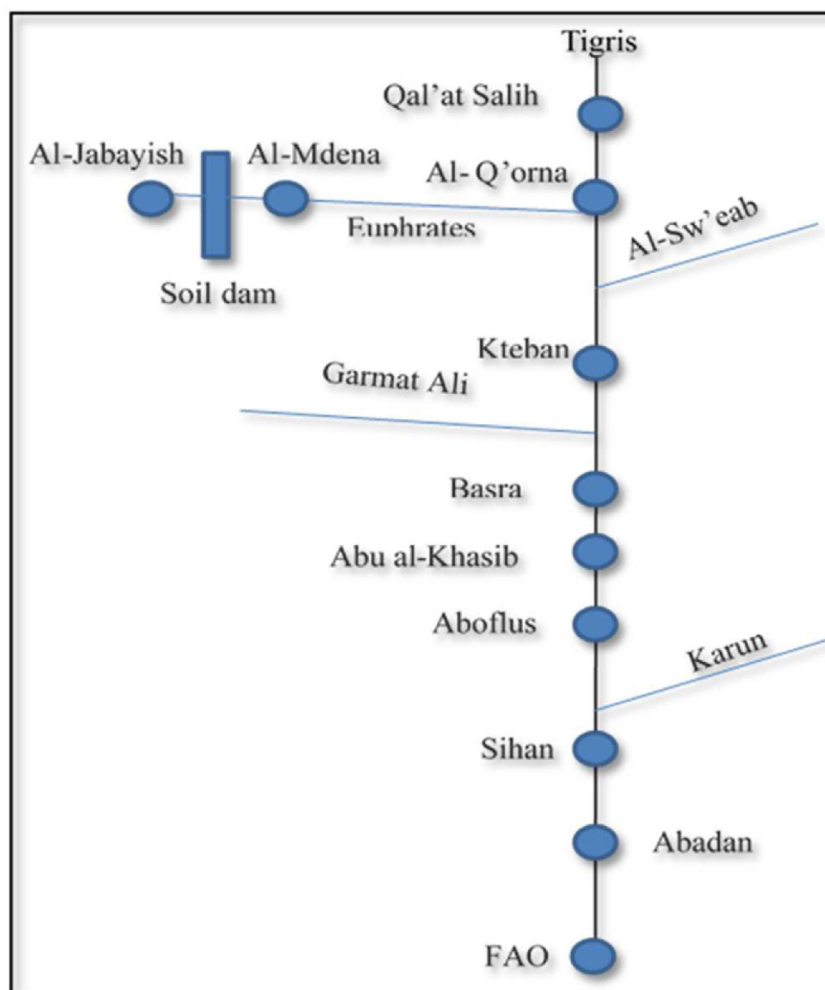 Tigris
Qal’at Salih
Al-Jabayish
Al-Mdena
Al- Q’orna
Euphrates
Al-Sw’eab
Soil dam
Kteban
Garmat Ali
Basra
Abu al-Khasib
Aboflus
Karun
Sihan
Abadan
FAO